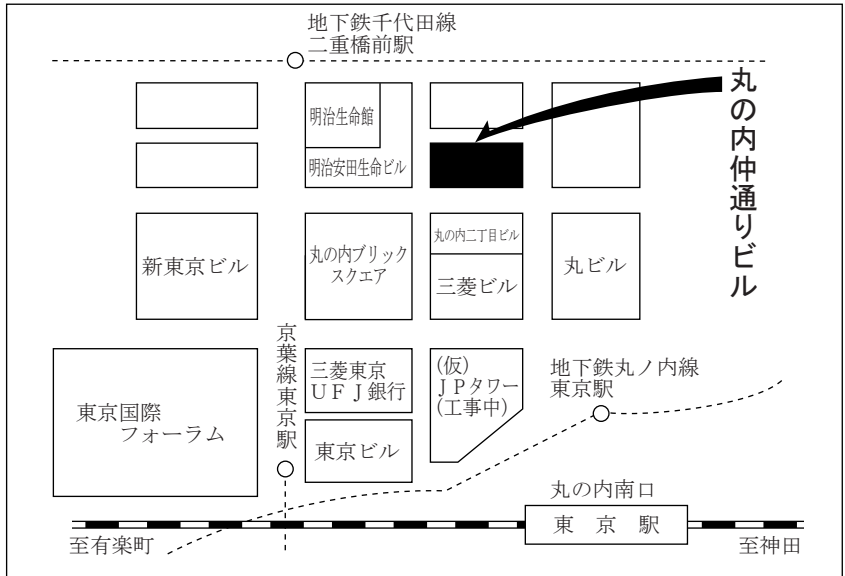 地下鉄千代田線
二重橋前駅
丸の内仲通りビル
明治生命館
明治安田生命ビル
新東京ビル
丸の内ブリック
スクエア
丸の内二丁目ビル
三菱ビル
丸ビル
京葉線東京駅
東京国際
フォーラム
三菱東京
ＵＦＪ銀行
東京ビル
(仮)
ＪＰタワー
(工事中)
地下鉄丸ノ内線
東京駅
丸の内南口
東京駅
至有楽町
至神田